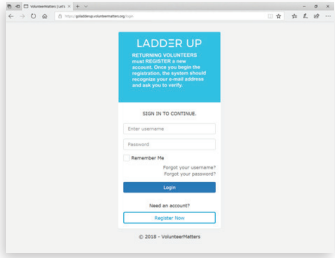 VolunteerMatters | Login
LADDER UP
RETURNING VOLUNTEERS
must REGISTER a new
account. Once you begin the
registration, the system should
recognize your e-mail address
and ask you to verify
SIGN IN TO CONTINUE.
Enter username
Password
Remember Me
Forgot your username?
Forgot your password?
Login
Need an account?
Register Now
© 2018 - VolunteerMatters